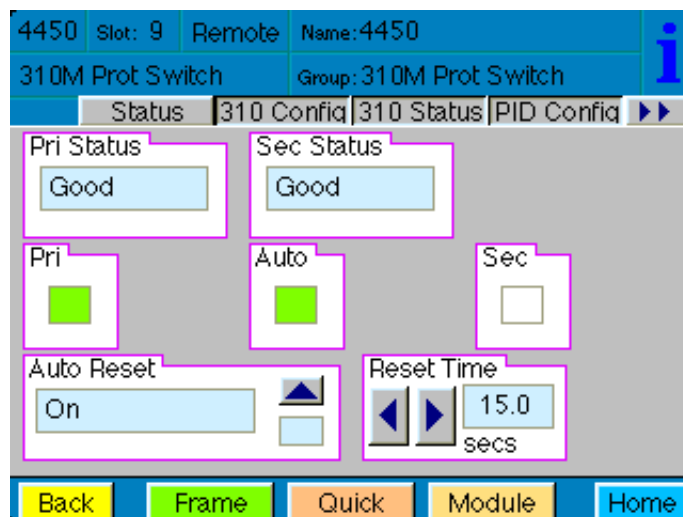 4450 Slot: 9 Remote Name:4450
310M Prot Switch Group:310M Prot Switch
i
Status 310 Config 310 Status PID Config
Pri Status Sec Status
Good Good
Pri Auto Sec
Auto Reset Reset Time
On 15.0
secs
Back Frame Quick Module Home